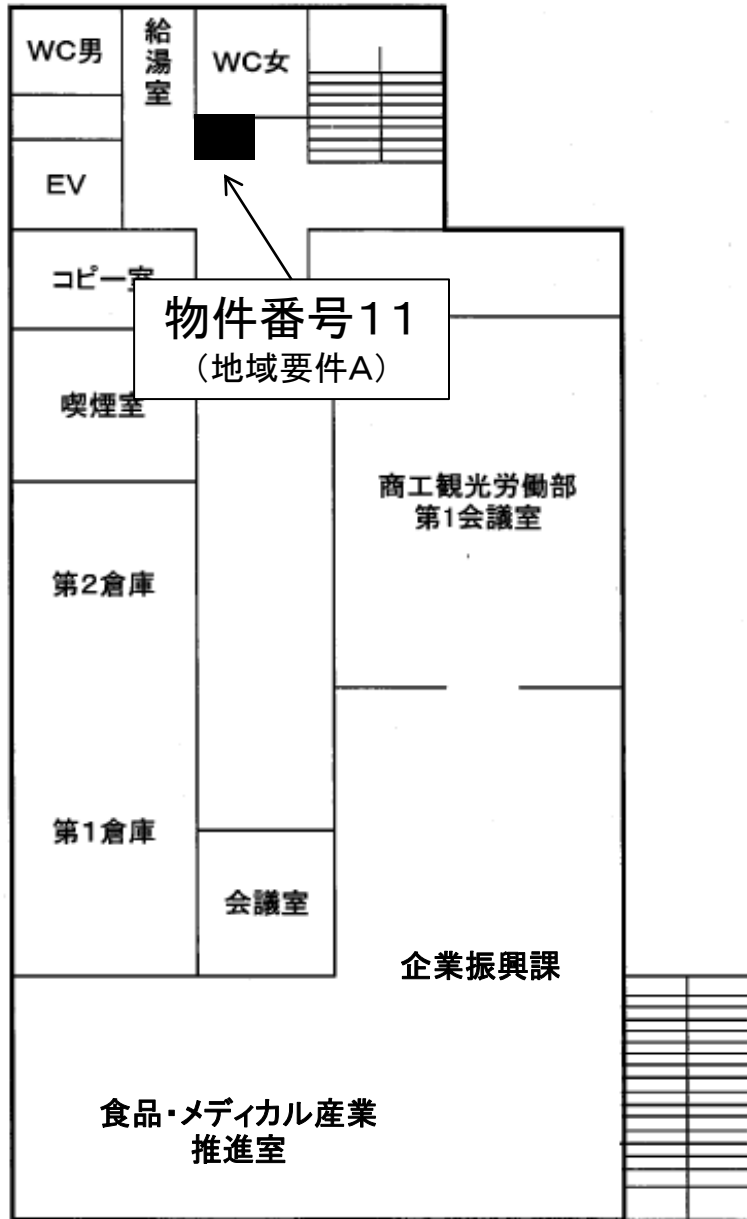 WC男
給湯室
WC女
EV
コピー室
物件番号11
（地域要件A）
喫煙室
商工観光労働部
第1会議室
第2倉庫
第1倉庫
会議室
企業振興課
食品・メディカル産業
推進室